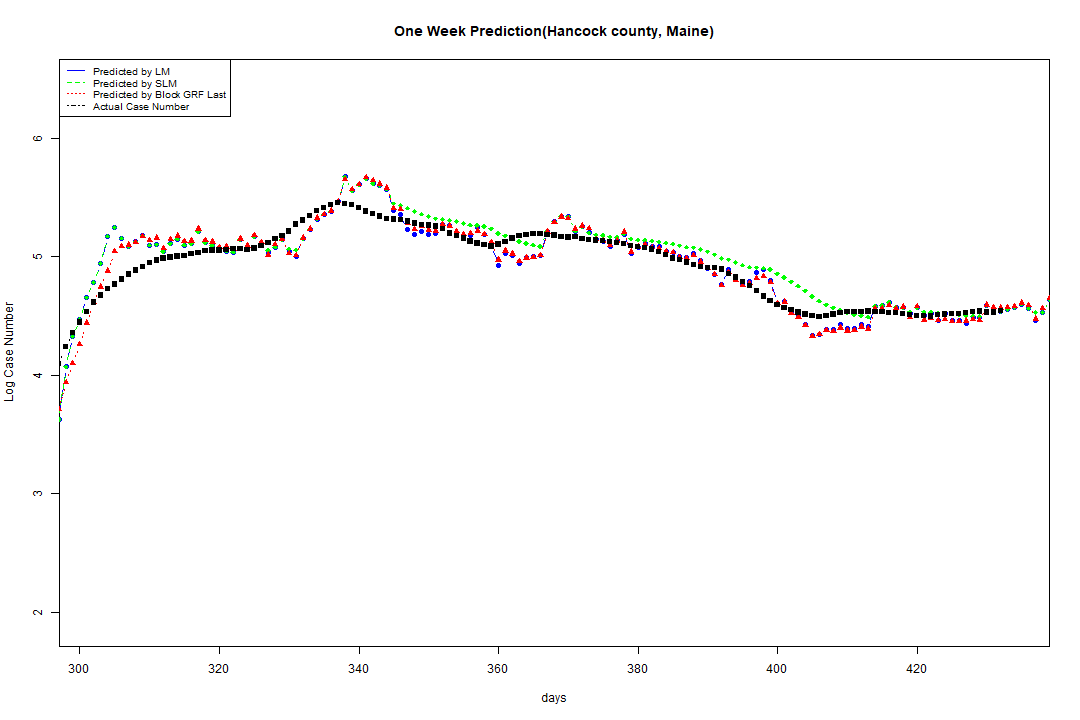 One Week Prediction(Hancock county, Maine)
Predicted by LM
Predicted by SLM
Predicted by Block GRF Last
Actual Case Number
6
5
4
3
2
Log Case Number
300 320 340 360 380 400 420
days